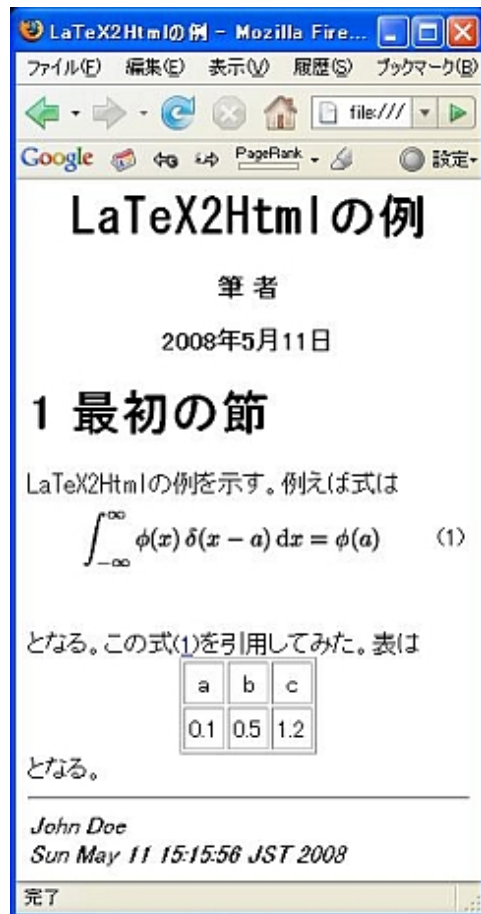 LaTeX2Htmlの例 - Mozilla Fire...
ファイル(F) 編集(E) 表示(V) 履歴(S) ブックマーク(B)
file:///
Google PageRank 設定
LaTeX2Htmlの例
筆者
2008年5月11日
1 最初の節
LaTeX2Htmlの例を示す。例えば式は
∫_{-∞}^{∞} φ(x) δ(x − a) dx = φ(a) (1)
となる。この式(1)を引用してみた。表は
a b c
0.1 0.5 1.2
となる。
John Doe
Sun May 11 15:15:56 JST 2008
完了